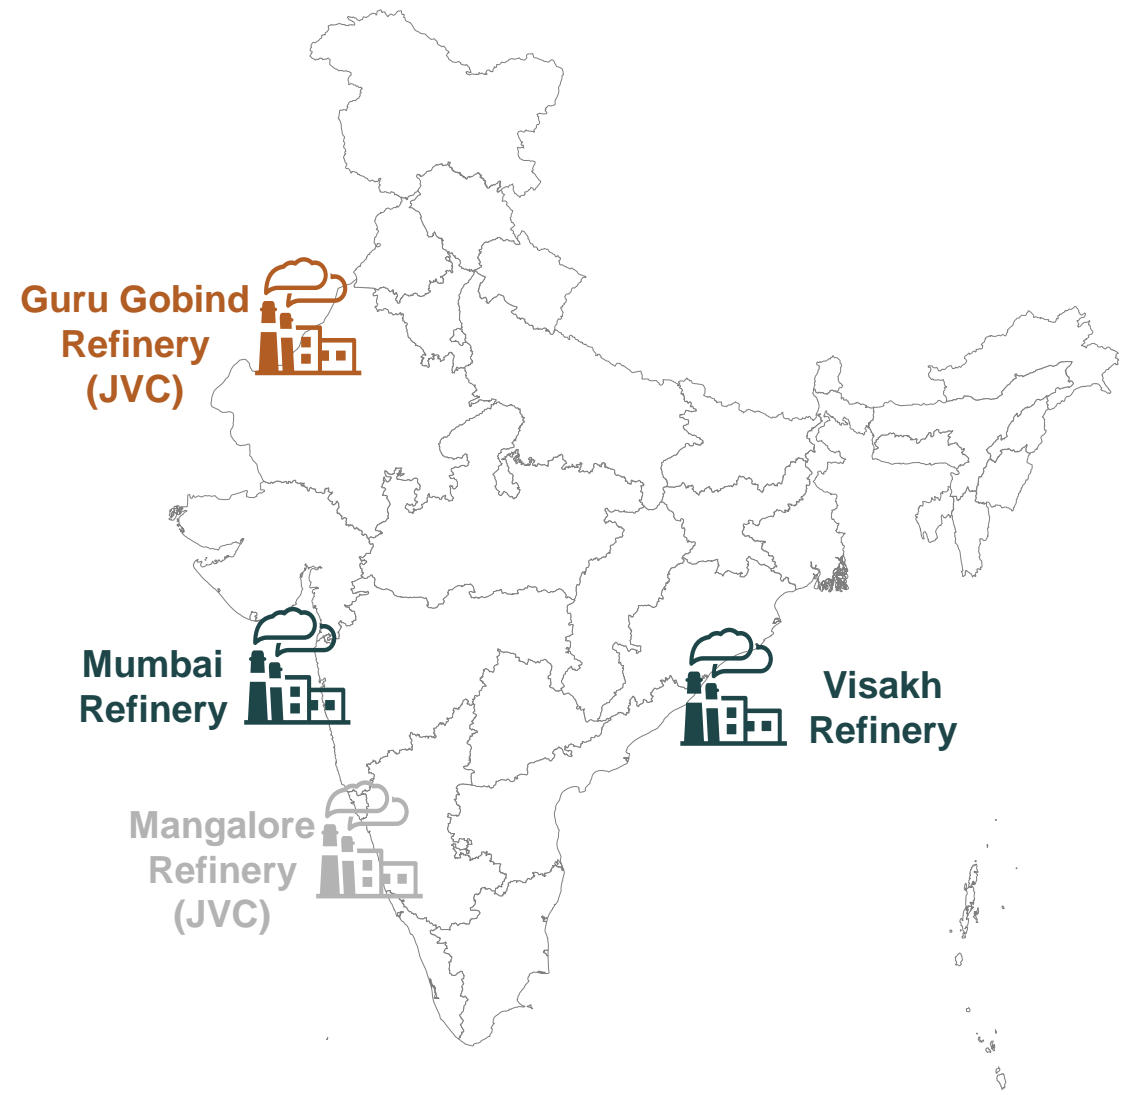 Guru Gobind
Refinery
(JVC)
Mumbai
Refinery
Visakh
Refinery
Mangalore
Refinery
(JVC)